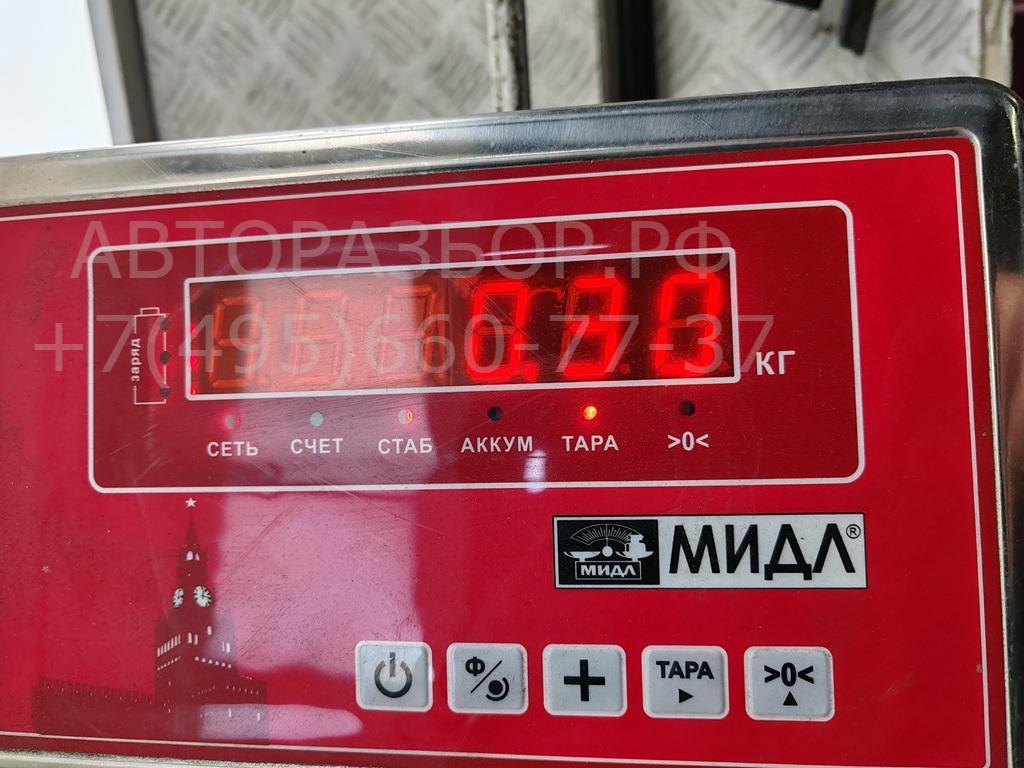 АВТОРАЗБОР.РФ
+7(495)660-77-37
заряд
0.90
КГ
СЕТЬ СЧЕТ СТАБ АККУМ ТАРА >0<
МИДЛ МИДЛ®
Ф ТАРА >0<